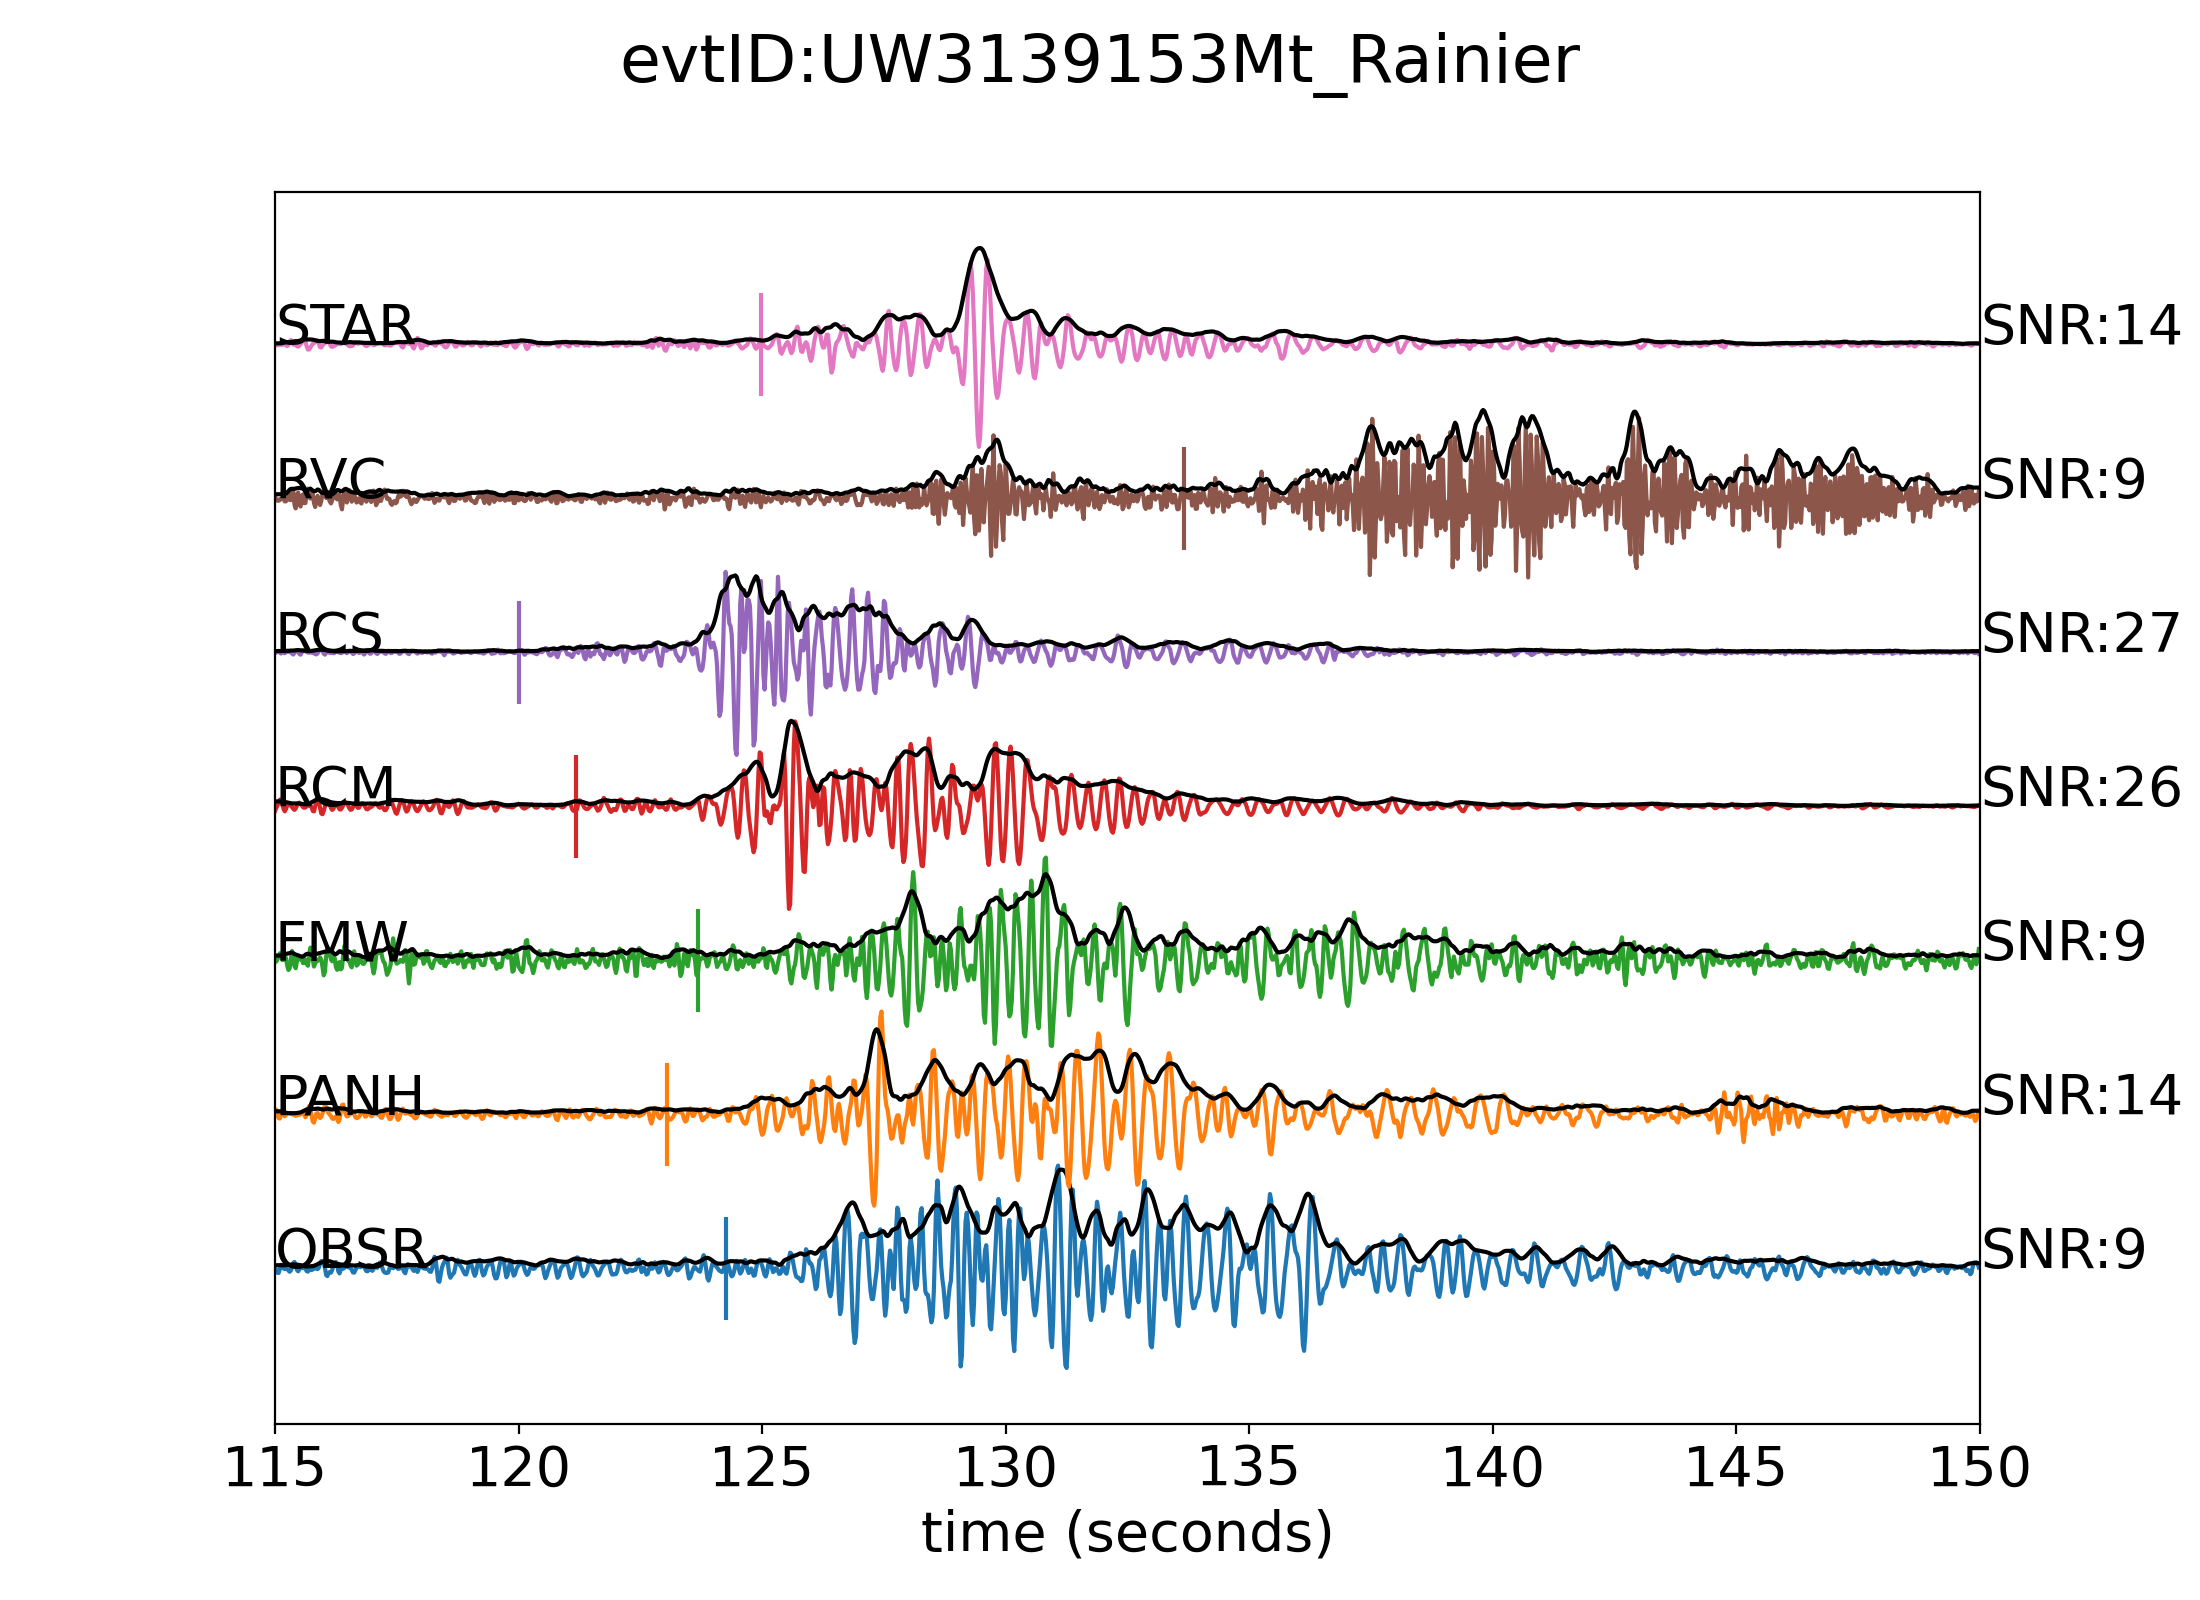 evtID:UW3139153Mt_Rainier
STAR SNR:14
RVC SNR:9
RCS SNR:27
RCM SNR:26
FMW SNR:9
PANH SNR:14
OBSR SNR:9
115 120 125 130 135 140 145 150
time (seconds)